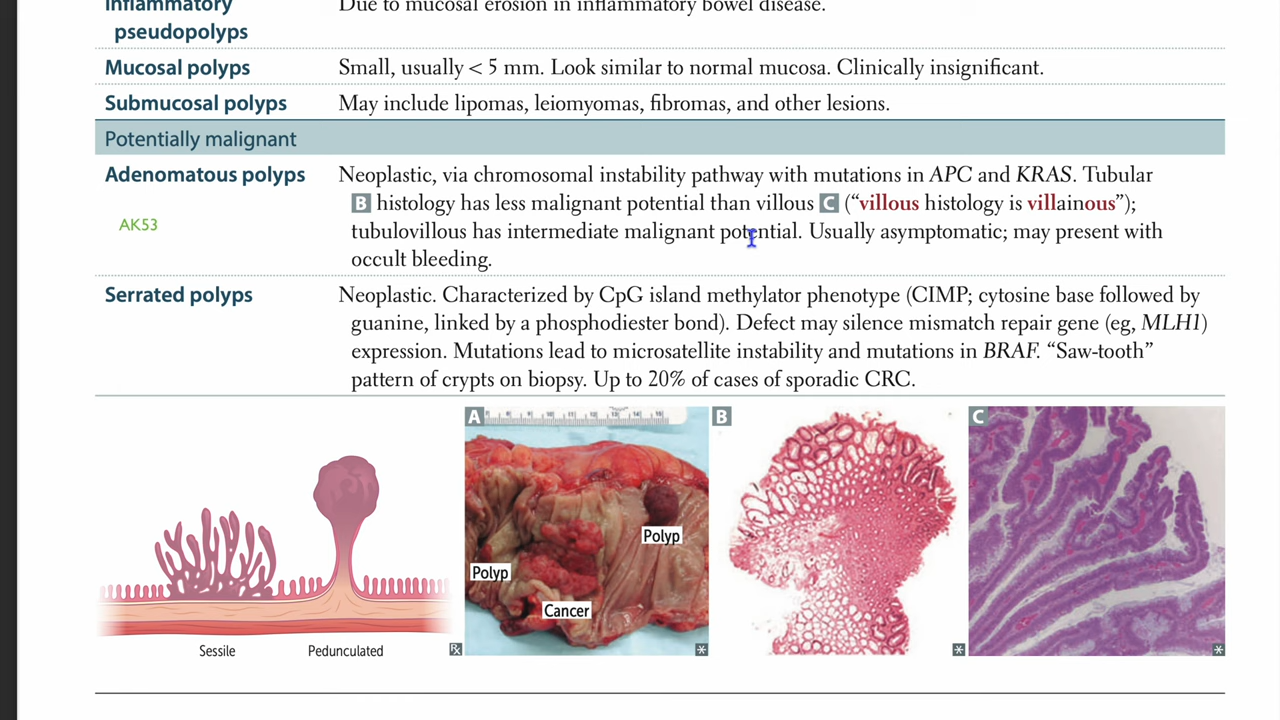 Inflammatory Due to mucosal erosion in inflammatory bowel disease.
pseudopolyps
Mucosal polyps Small, usually < 5 mm. Look similar to normal mucosa. Clinically insignificant.
Submucosal polyps May include lipomas, leiomyomas, fibromas, and other lesions.
Potentially malignant
Adenomatous polyps Neoplastic, via chromosomal instability pathway with mutations in APC and KRAS. Tubular
B histology has less malignant potential than villous C (“villous histology is villainous”);
AK53
tubulovillous has intermediate malignant potential. Usually asymptomatic; may present with
occult bleeding.
Serrated polyps Neoplastic. Characterized by CpG island methylator phenotype (CIMP; cytosine base followed by
guanine, linked by a phosphodiester bond). Defect may silence mismatch repair gene (eg, MLH1)
expression. Mutations lead to microsatellite instability and mutations in BRAF. “Saw-tooth”
pattern of crypts on biopsy. Up to 20% of cases of sporadic CRC.
A B C
Polyp
Polyp
Cancer
Sessile Pedunculated